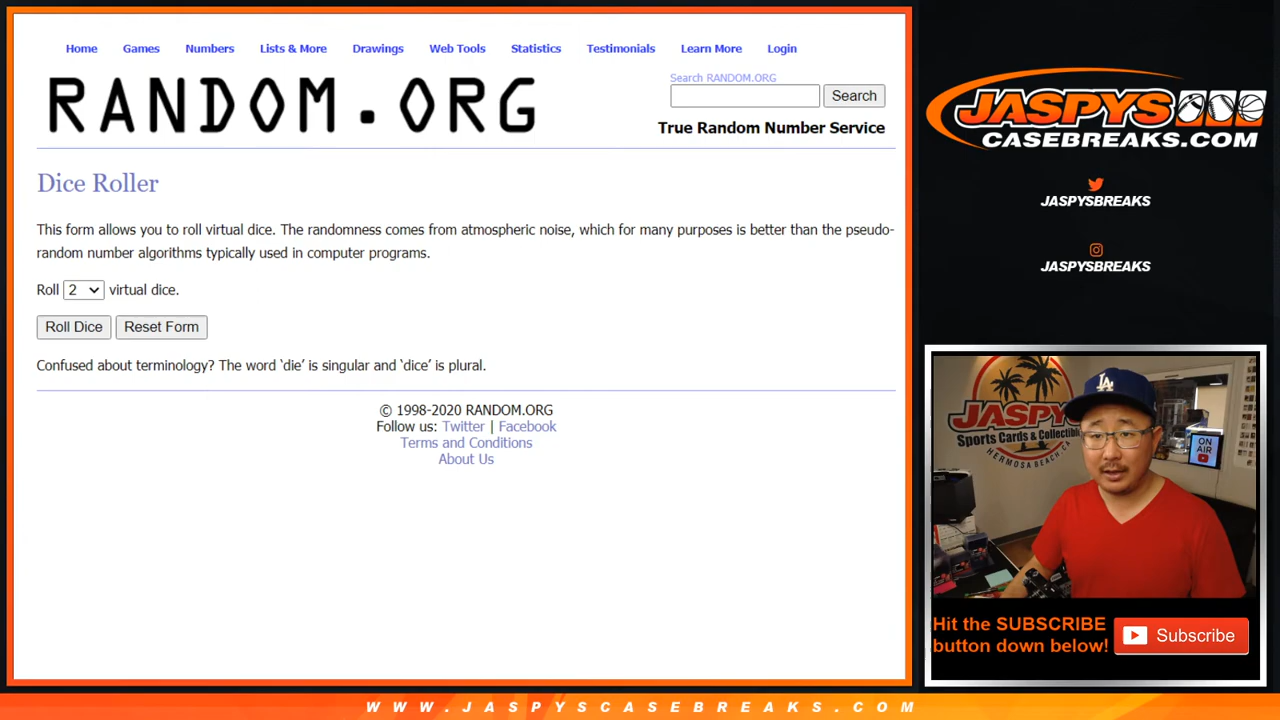 Home Games Numbers Lists & More Drawings Web Tools Statistics Testimonials Learn More Login
RANDOM.ORG
Search RANDOM.ORG
Search
True Random Number Service
Dice Roller
This form allows you to roll virtual dice. The randomness comes from atmospheric noise, which for many purposes is better than the pseudo-
random number algorithms typically used in computer programs.
Roll 2 virtual dice.
Roll Dice Reset Form
Confused about terminology? The word ‘die’ is singular and ‘dice’ is plural.
© 1998-2020 RANDOM.ORG
Follow us: Twitter | Facebook
Terms and Conditions
About Us
JASPYS
CASEBREAKS.COM
JASPYSBREAKS
JASPYSBREAKS
JASPYS
Sports Cards & Collectibl
HERMOSA BEACH, CA
LA
ON
AIR
Hit the SUBSCRIBE
button down below!
Subscribe
WWW.JASPYSCASEBREAKS.COM